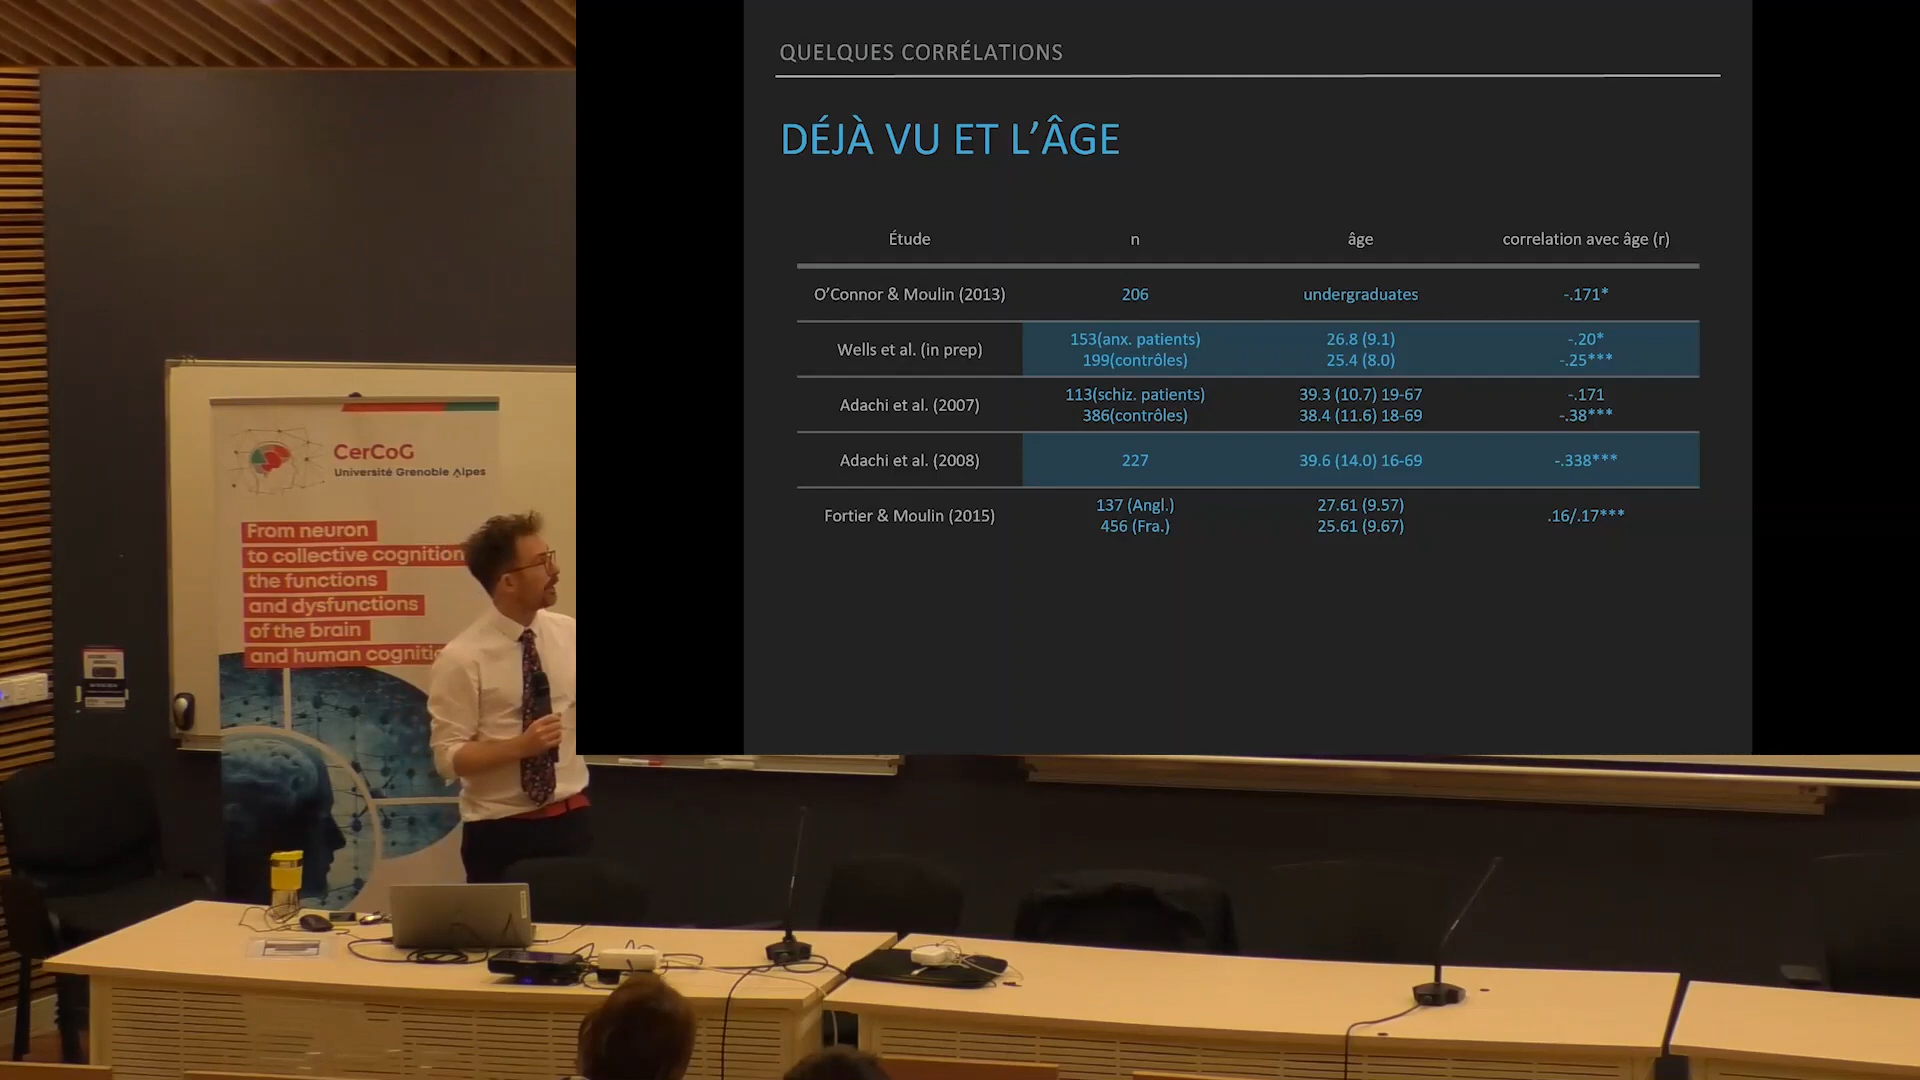 QUELQUES CORRÉLATIONS
DÉJÀ VU ET L'ÂGE
Étude n âge correlation avec âge (r)
O'Connor & Moulin (2013) 206 undergraduates -.171*
Wells et al. (in prep) 153(anx. patients) 26.8 (9.1) -.20*
199(contrôles) 25.4 (8.0) -.25***
Adachi et al. (2007) 113(schiz. patients) 39.3 (10.7) 19-67 -.171
386(contrôles) 38.4 (11.6) 18-69 -.38***
Adachi et al. (2008) 227 39.6 (14.0) 16-69 -.338***
Fortier & Moulin (2015) 137 (Angl.) 27.61 (9.57) .16/.17***
456 (Fra.) 25.61 (9.67)
CerCoG
Université Grenoble Alpes
From neuron
to collective cognition
the functions
and dysfunctions
of the brain
and human cogniti